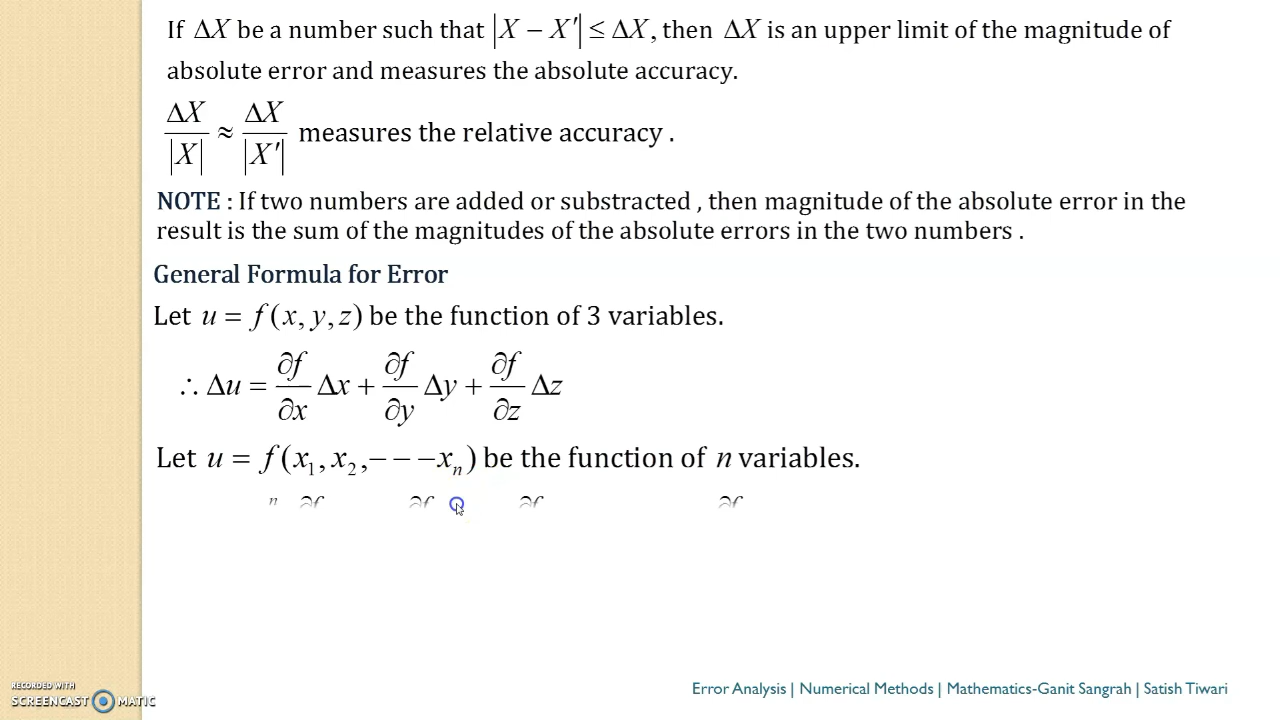 If ΔX be a number such that |X − X′| ≤ ΔX, then ΔX is an upper limit of the magnitude of
absolute error and measures the absolute accuracy.
ΔX/|X| ≈ ΔX/|X′| measures the relative accuracy .
NOTE : If two numbers are added or substracted , then magnitude of the absolute error in the
result is the sum of the magnitudes of the absolute errors in the two numbers .
General Formula for Error
Let u = f(x, y, z) be the function of 3 variables.
∴ Δu = ∂f/∂x Δx + ∂f/∂y Δy + ∂f/∂z Δz
Let u = f(x₁, x₂,− − −xₙ) be the function of n variables.
n ∂f ∂f ∂f ∂f
RECORDED WITH
SCREENCAST MATIC
Error Analysis | Numerical Methods | Mathematics-Ganit Sangrah | Satish Tiwari